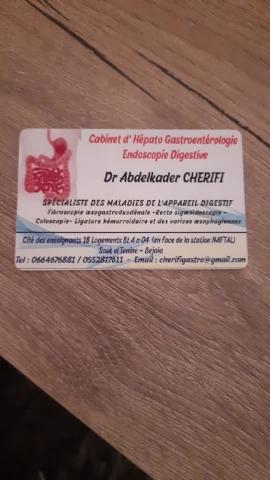 Cabinet d' Hépato Gastroentérologie
Endoscopie Digestive
Dr Abdelkader CHERIFI
SPÉCIALISTE DES MALADIES DE L'APPAREIL DIGESTIF
Fibroscopie œsogastroduodénale -Recto sigmoïdoscopie -
Coloscopie- Ligature hémorroïdaire et des varices œsophagiennes
Cité des enseignants 18 Logements Bt A n 04 (en face de la station NAFTAL)
Souk el Tenine - Bejaia
Tel : 0664676881 / 0552817611 - Email : cherifigastro@gmail.com